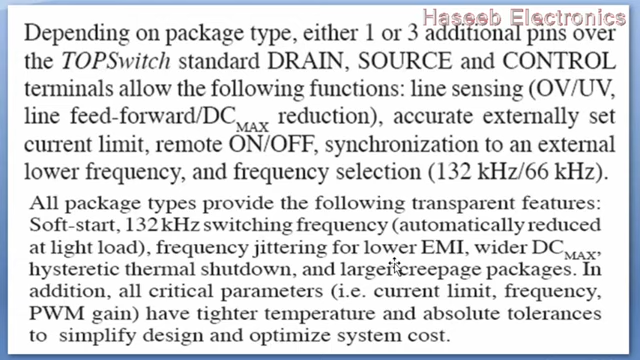 Haseeb Electronics
Depending on package type, either 1 or 3 additional pins over
the TOPSwitch standard DRAIN, SOURCE and CONTROL
terminals allow the following functions: line sensing (OV/UV,
line feed-forward/DCMAX reduction), accurate externally set
current limit, remote ON/OFF, synchronization to an external
lower frequency, and frequency selection (132 kHz/66 kHz).
All package types provide the following transparent features:
Soft-start, 132 kHz switching frequency (automatically reduced
at light load), frequency jittering for lower EMI, wider DCMAX,
hysteretic thermal shutdown, and larger creepage packages. In
addition, all critical parameters (i.e. current limit, frequency,
PWM gain) have tighter temperature and absolute tolerances
to simplify design and optimize system cost.